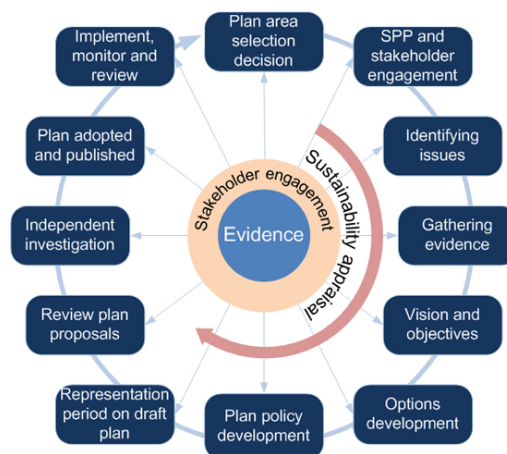 Plan area
selection
decision
SPP and
stakeholder
engagement
Identifying
issues
Gathering
evidence
Vision and
objectives
Options
development
Plan policy
development
Representation
period on draft
plan
Review plan
proposals
Independent
investigation
Plan adopted
and published
Implement,
monitor and
review
Stakeholder engagement
Evidence
Sustainability appraisal